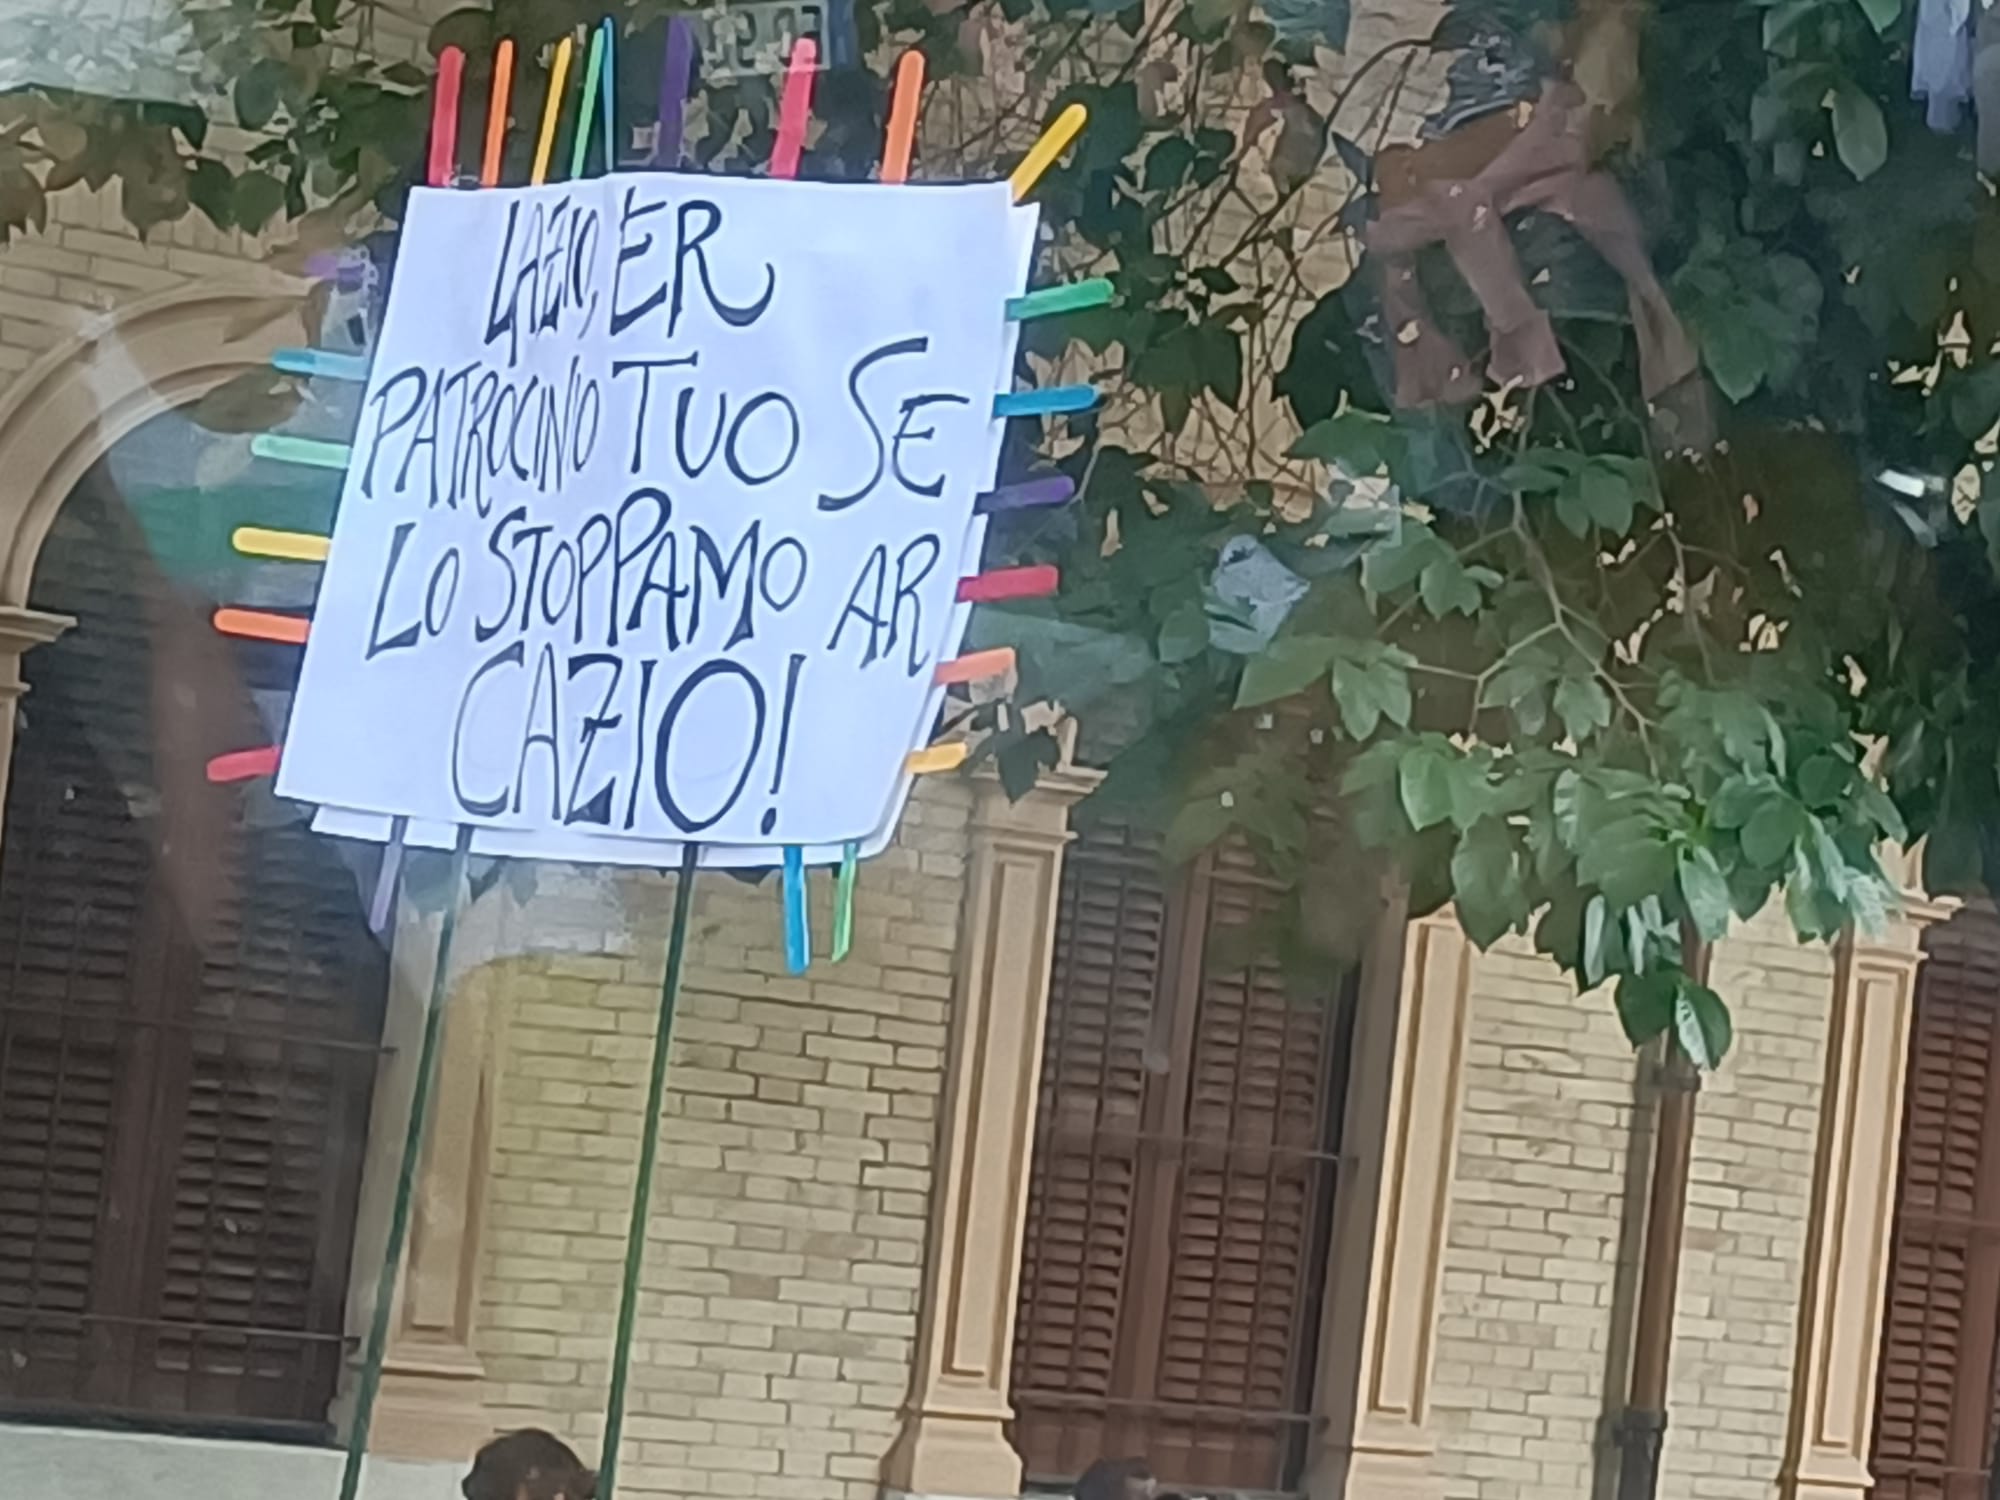 LAZIO, ER
PATROCINIO TUO SE
LO STOPPAMO AR
CAZIO!